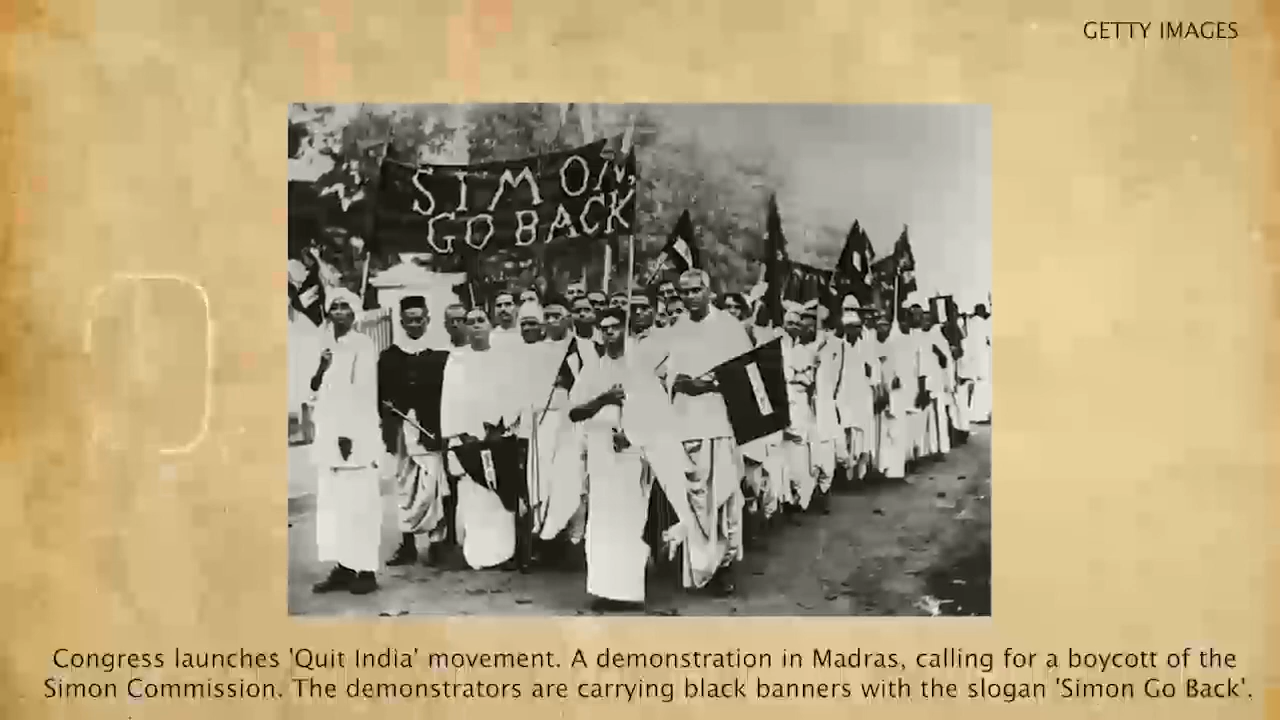 GETTY IMAGES
SIMON,
GO BACK
Congress launches 'Quit India' movement. A demonstration in Madras, calling for a boycott of the
Simon Commission. The demonstrators are carrying black banners with the slogan 'Simon Go Back'.